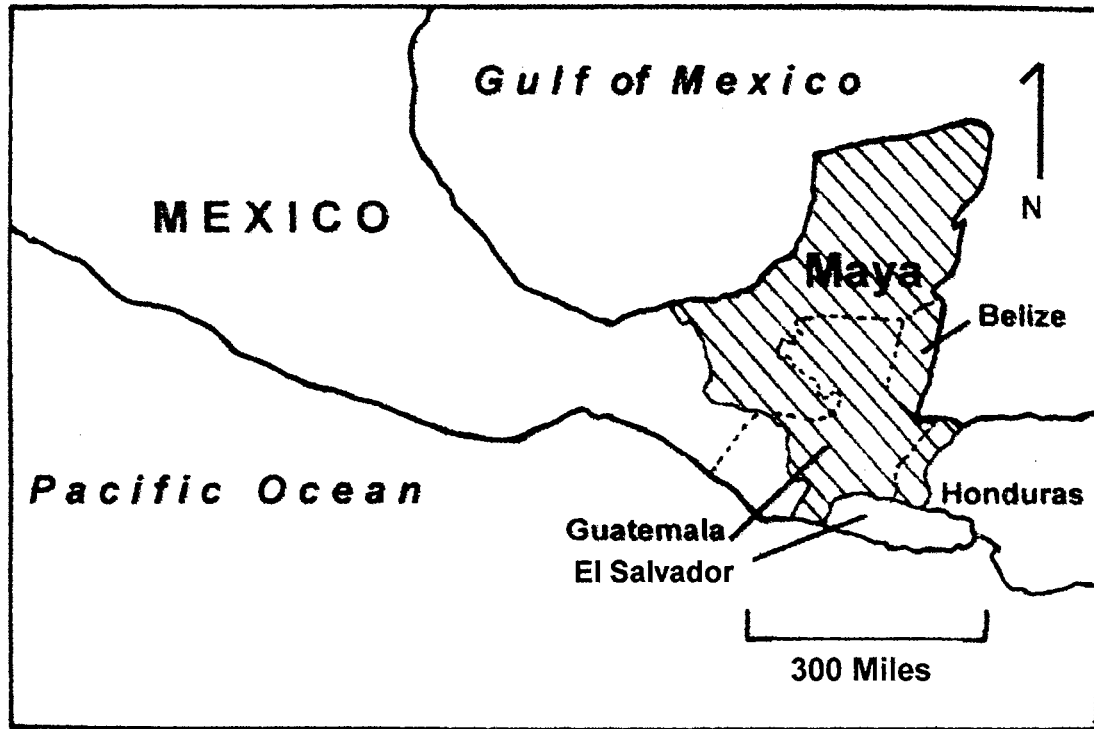 Gulf of Mexico
MEXICO
N
Maya
Belize
Pacific Ocean
Honduras
Guatemala
El Salvador
300 Miles